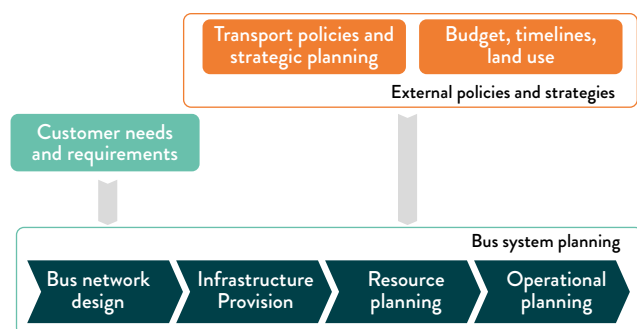 Transport policies and
strategic planning
Budget, timelines,
land use
External policies and strategies
Customer needs
and requirements
Bus system planning
Bus network
design
Infrastructure
Provision
Resource
planning
Operational
planning